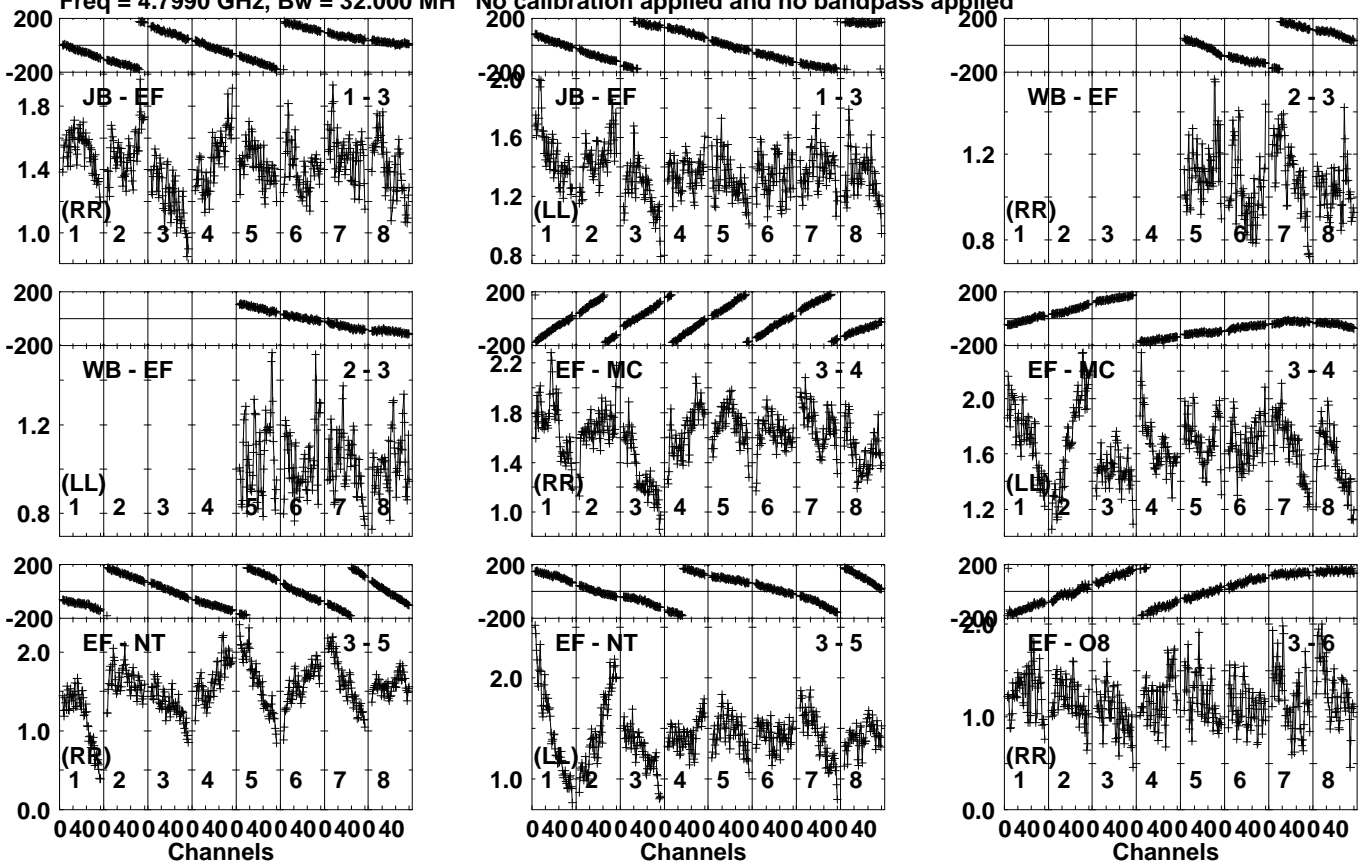 Freq = 4.7990 GHz, Bw = 32.000 MH No calibration applied and no bandpass applied
200 200 200
-200 -200 -200
JB - EF 1 - 3
1.8
1.4
1.0
(RR)
1 2 3 4 5 6 7 8
JB - EF 1 - 3
2.0
1.6
1.2
0.8
(LL)
1 2 3 4 5 6 7 8
WB - EF 2 - 3
1.2
0.8
(RR)
1 2 3 4 5 6 7 8
200 200 200
-200 -200 -200
WB - EF 2 - 3
1.2
0.8
(LL)
1 2 3 4 5 6 7 8
EF - MC 3 - 4
2.2
1.8
1.4
1.0
(RR)
1 2 3 4 5 6 7 8
EF - MC 3 - 4
2.0
1.6
1.2
(LL)
1 2 3 4 5 6 7 8
200 200 200
-200 -200 -200
EF - NT 3 - 5
2.0
1.0
0.0
(RR)
1 2 3 4 5 6 7 8
EF - NT 3 - 5
2.0
1.0
(LL)
1 2 3 4 5 6 7 8
EF - O8 3 - 6
2.0
1.0
0.0
(RR)
1 2 3 4 5 6 7 8
0 40 0 40 0 40 0 40 0 40 0 40 0 40 0 40 0 40 0 40 0 40 0 40 0 40 0 40 0 40 0 40 0 40 0 40 0 40 0 40 0 40 0 40 0 40 0 40
Channels Channels Channels